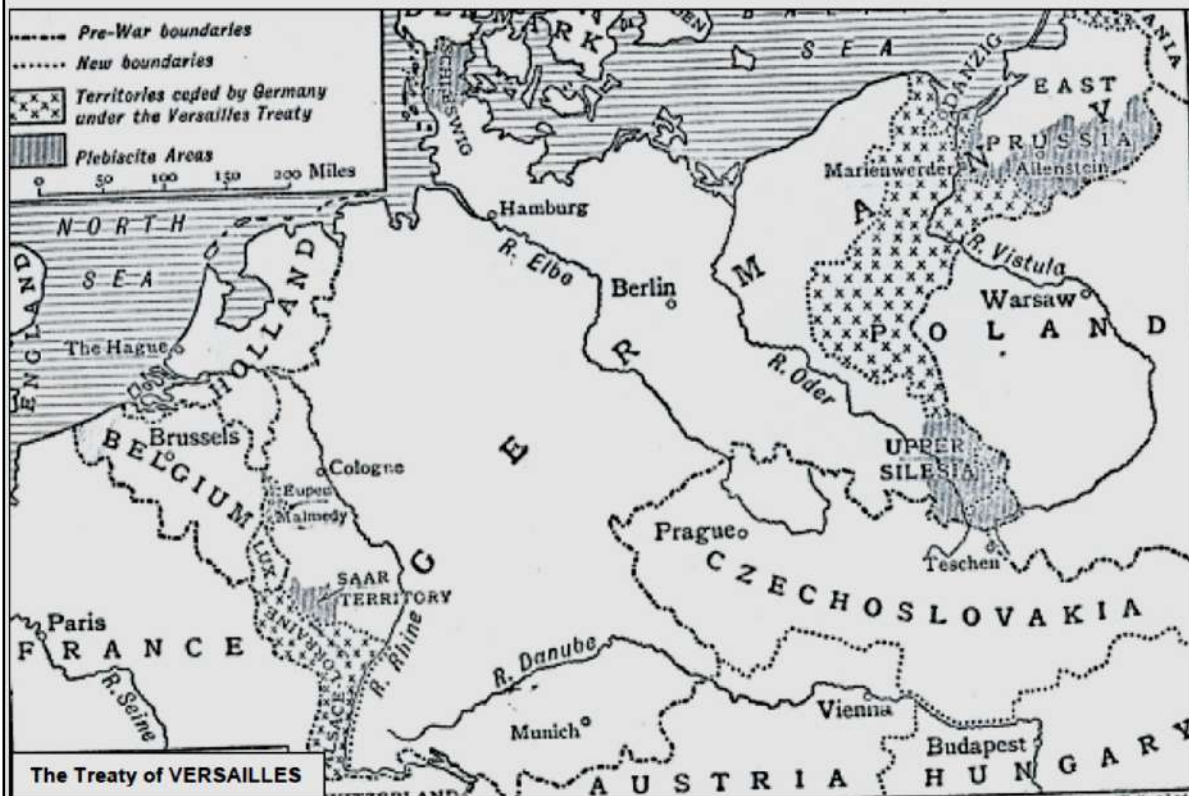 Pre-War boundaries
New boundaries
Territories ceded by Germany
under the Versailles Treaty
Plebiscite Areas
0 50 100 150 200 Miles
SCHLESWIG
SEA
DANZIG
EAST
PRUSSIA
Marienwerder
Allenstein
NORTH
SEA
Hamburg
R. Elbe
Berlin
R. Vistula
Warsaw
POLAND
ENGLAND
The Hague
HOLLAND
R. Oder
BELGIUM
Brussels
Cologne
Eupen
Malmedy
GERMANY
UPPER
SILESIA
LUX
Prague
Teschen
CZECHOSLOVAKIA
SAAR
TERRITORY
Paris
FRANCE
R. Seine
LORRAINE
R. Rhine
R. Danube
Munich
Vienna
Budapest
AUSTRIA
HUNGARY
The Treaty of VERSAILLES